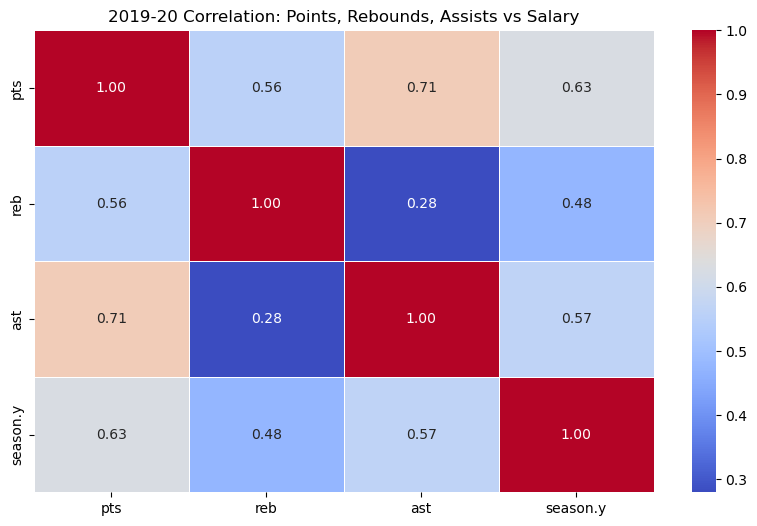 2019-20 Correlation: Points, Rebounds, Assists vs Salary
pts 1.00 0.56 0.71 0.63
reb 0.56 1.00 0.28 0.48
ast 0.71 0.28 1.00 0.57
season.y 0.63 0.48 0.57 1.00
pts reb ast season.y
1.0
0.9
0.8
0.7
0.6
0.5
0.4
0.3